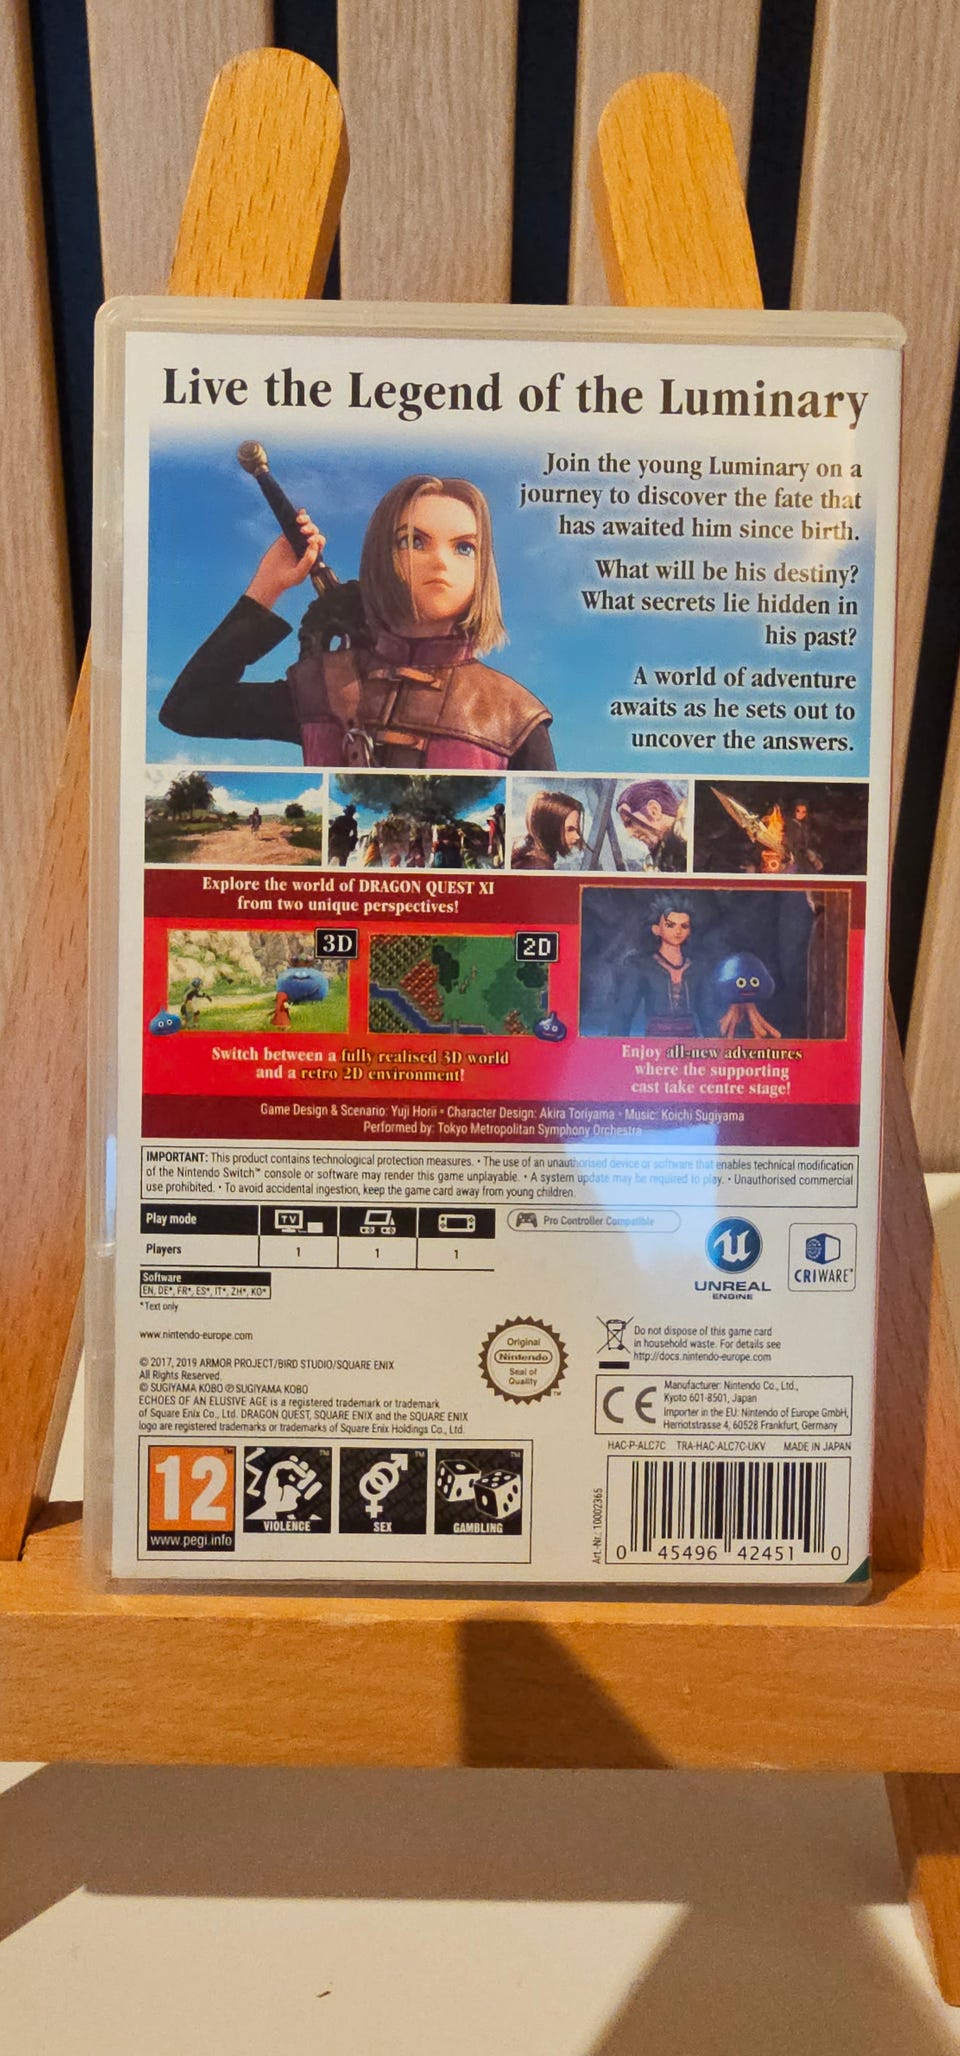 Live the Legend of the Luminary
Join the young Luminary on a
journey to discover the fate that
has awaited him since birth.
What will be his destiny?
What secrets lie hidden in
his past?
A world of adventure
awaits as he sets out to
uncover the answers.
Explore the world of DRAGON QUEST XI
from two unique perspectives!
3D
2D
Switch between a fully realised 3D world
and a retro 2D environment!
Enjoy all-new adventures
where the supporting
cast take centre stage!
Game Design & Scenario: Yuji Horii • Character Design: Akira Toriyama • Music: Koichi Sugiyama
Performed by: Tokyo Metropolitan Symphony Orchestra
IMPORTANT: This product contains technological protection measures. • The use of an unauthorised device or software that enables technical modification
of the Nintendo Switch™ console or software may render this game unplayable. • A system update may be required to play. • Unauthorised commercial
use prohibited. • To avoid accidental ingestion, keep the game card away from young children.
Play mode TV
Players 1 1 1
Pro Controller Compatible
Software
EN, DE*, FR*, ES*, IT*, ZH*, KO*
*Text only
UNREAL
ENGINE
CRIWARE™
www.nintendo-europe.com
© 2017, 2019 ARMOR PROJECT/BIRD STUDIO/SQUARE ENIX
All Rights Reserved.
© SUGIYAMA KOBO ℗ SUGIYAMA KOBO
ECHOES OF AN ELUSIVE AGE is a registered trademark or trademark
of Square Enix Co., Ltd. DRAGON QUEST, SQUARE ENIX and the SQUARE ENIX
logo are registered trademarks or trademarks of Square Enix Holdings Co., Ltd.
Original
Nintendo
Seal of
Quality
™
Do not dispose of this game card
in household waste. For details see
http://docs.nintendo-europe.com
CE
Manufacturer: Nintendo Co., Ltd.,
Kyoto 601-8501, Japan
Importer in the EU: Nintendo of Europe GmbH,
Herriotstrasse 4, 60528 Frankfurt, Germany
HAC-P-ALC7C TRA-HAC-ALC7C-UKV MADE IN JAPAN
12
www.pegi.info
VIOLENCE
SEX
GAMBLING
Art.-Nr.: 10002365
0 45496 42451 0